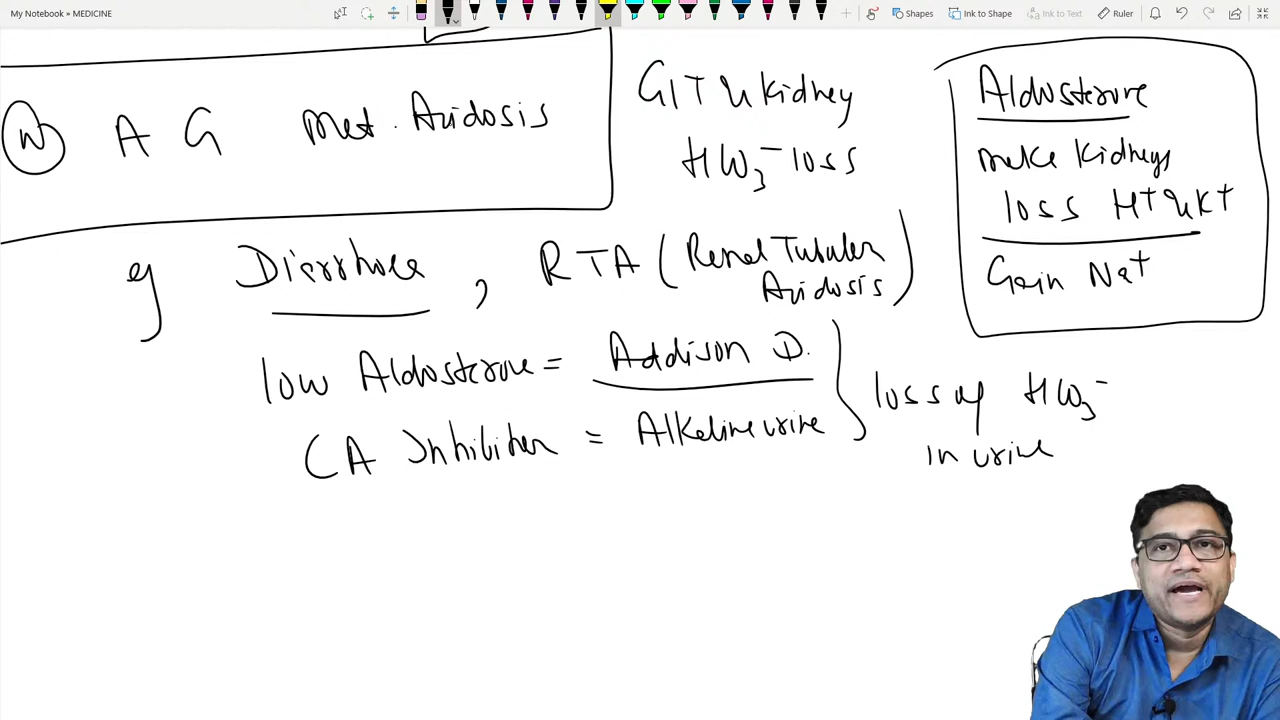 My Notebook » MEDICINE
Shapes
Ink to Shape
Ink to Text
Ruler
(N) A G Met. Acidosis
GIT & Kidney
HCO3- loss
Aldosterone
make kidneys
loss H+ & K+
Gain Na+
eg Diarrhoea, RTA (Renal Tubular
Acidosis)
low Aldosterone = Addison D.
CA Inhibiter = Alkaline urine
loss of HCO3-
in urine